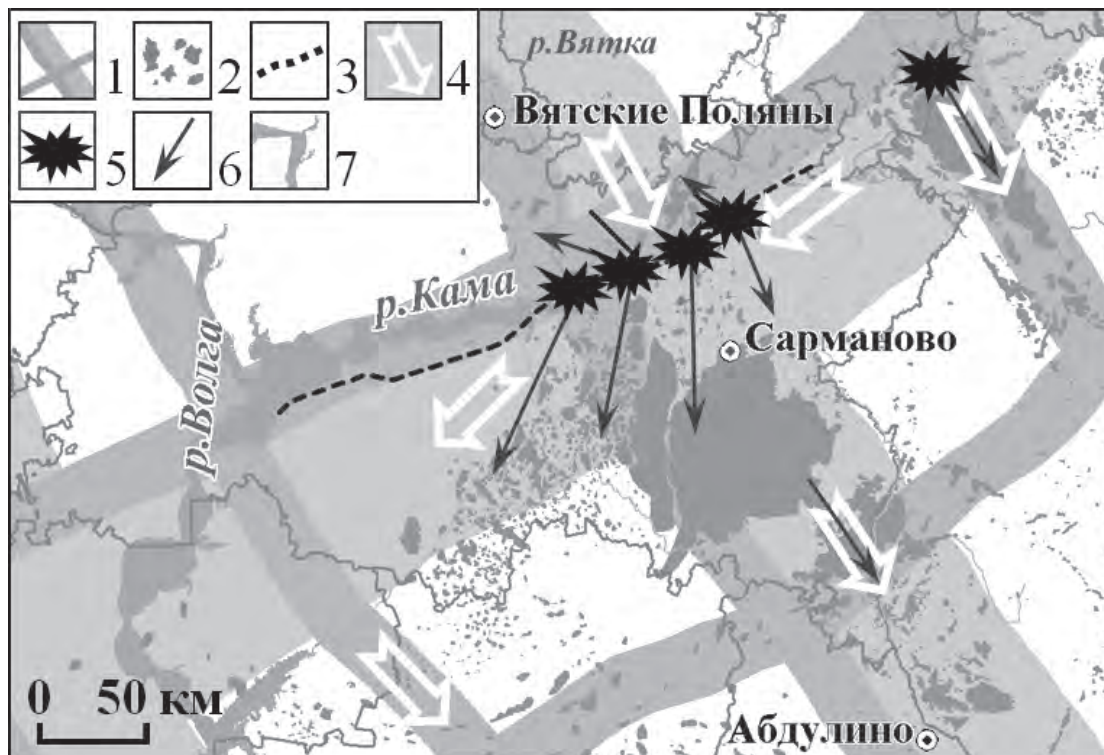 1 2 3 4
5 6 7
р.Вятка
Вятские Поляны
р.Кама
Сарманово
р.Волга
0 50 км
Абдулино